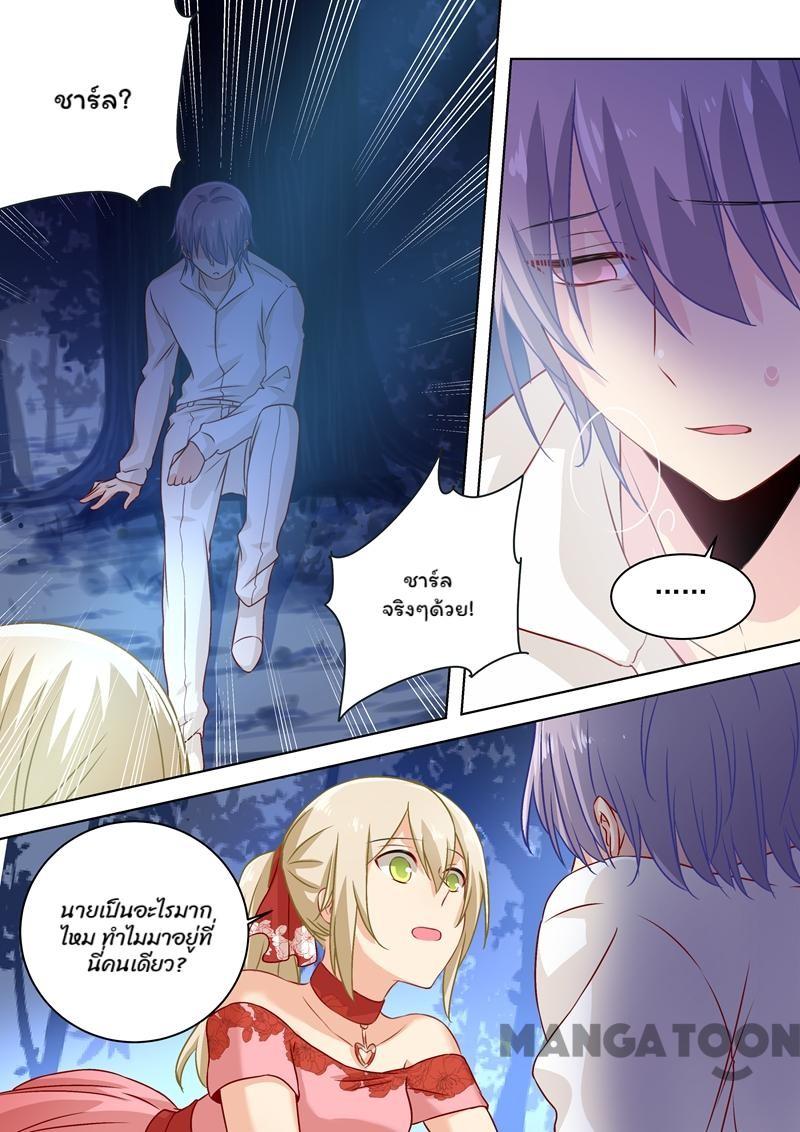 ชาร์ล?
ชาร์ล
จริงๆด้วย!
......
นายเป็นอะไรมาก
ไหม ทำไมมาอยู่ที่
นี่คนเดียว?
MANGATOON